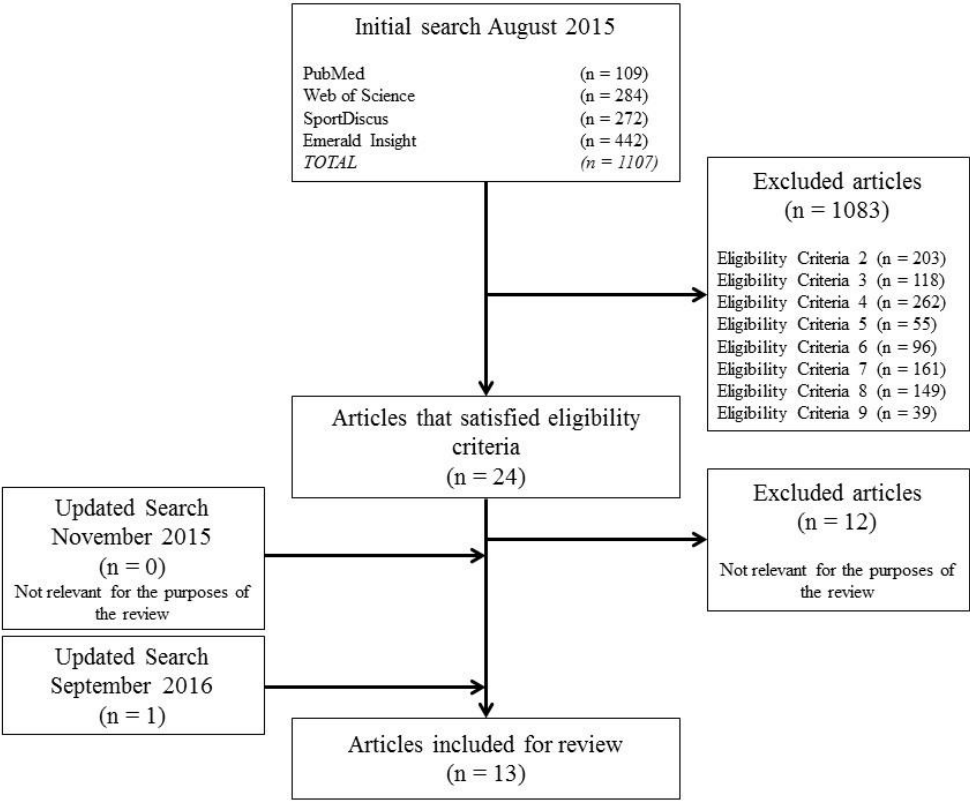 Initial search August 2015
PubMed (n = 109)
Web of Science (n = 284)
SportDiscus (n = 272)
Emerald Insight (n = 442)
TOTAL (n = 1107)
Excluded articles
(n = 1083)
Eligibility Criteria 2 (n = 203)
Eligibility Criteria 3 (n = 118)
Eligibility Criteria 4 (n = 262)
Eligibility Criteria 5 (n = 55)
Eligibility Criteria 6 (n = 96)
Eligibility Criteria 7 (n = 161)
Eligibility Criteria 8 (n = 149)
Eligibility Criteria 9 (n = 39)
Articles that satisfied eligibility
criteria
(n = 24)
Excluded articles
(n = 12)
Not relevant for the purposes of
the review
Updated Search
November 2015
(n = 0)
Not relevant for the purposes of
the review
Updated Search
September 2016
(n = 1)
Articles included for review
(n = 13)